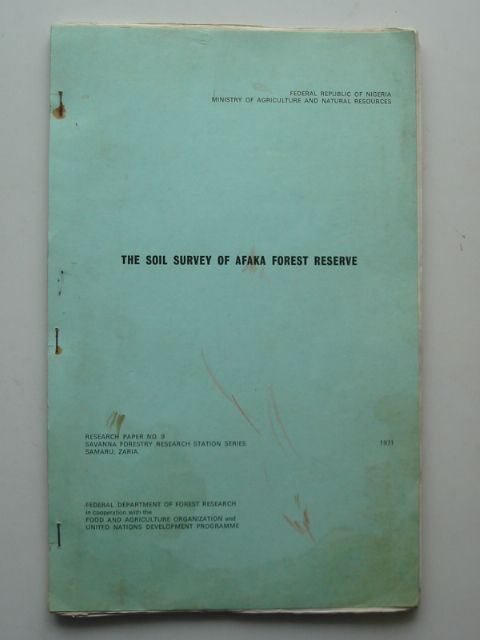 FEDERAL REPUBLIC OF NIGERIA
MINISTRY OF AGRICULTURE AND NATURAL RESOURCES
THE SOIL SURVEY OF AFAKA FOREST RESERVE
RESEARCH PAPER NO. 9
SAVANNA FORESTRY RESEARCH STATION SERIES
SAMARU, ZARIA.
1971
FEDERAL DEPARTMENT OF FOREST RESEARCH
in cooperation with the
FOOD AND AGRICULTURE ORGANIZATION and
UNITED NATIONS DEVELOPMENT PROGRAMME